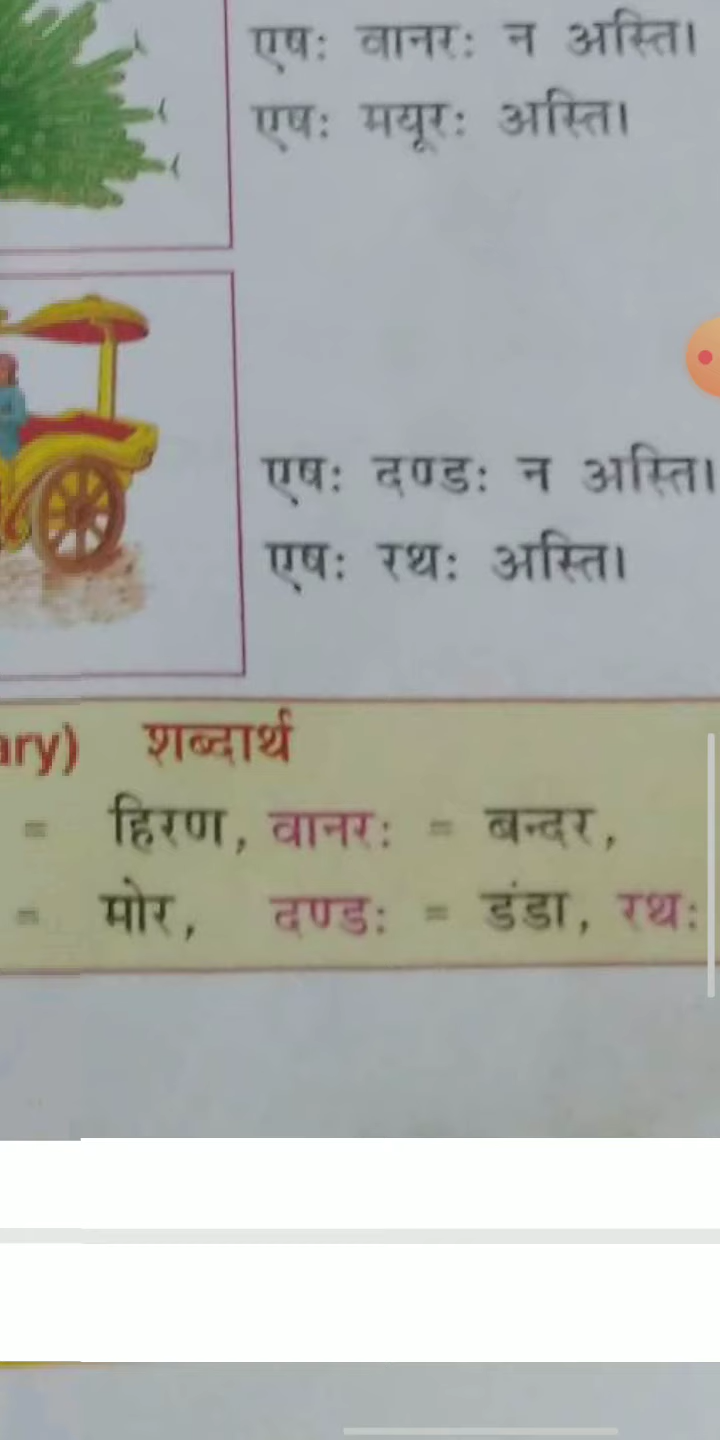 एषः वानरः न अस्ति।
एषः मयूरः अस्ति।
एषः दण्डः न अस्ति।
एषः रथः अस्ति।
ary) शब्दार्थ
= हिरण, वानरः = बन्दर,
= मोर, दण्डः = डंडा, रथः